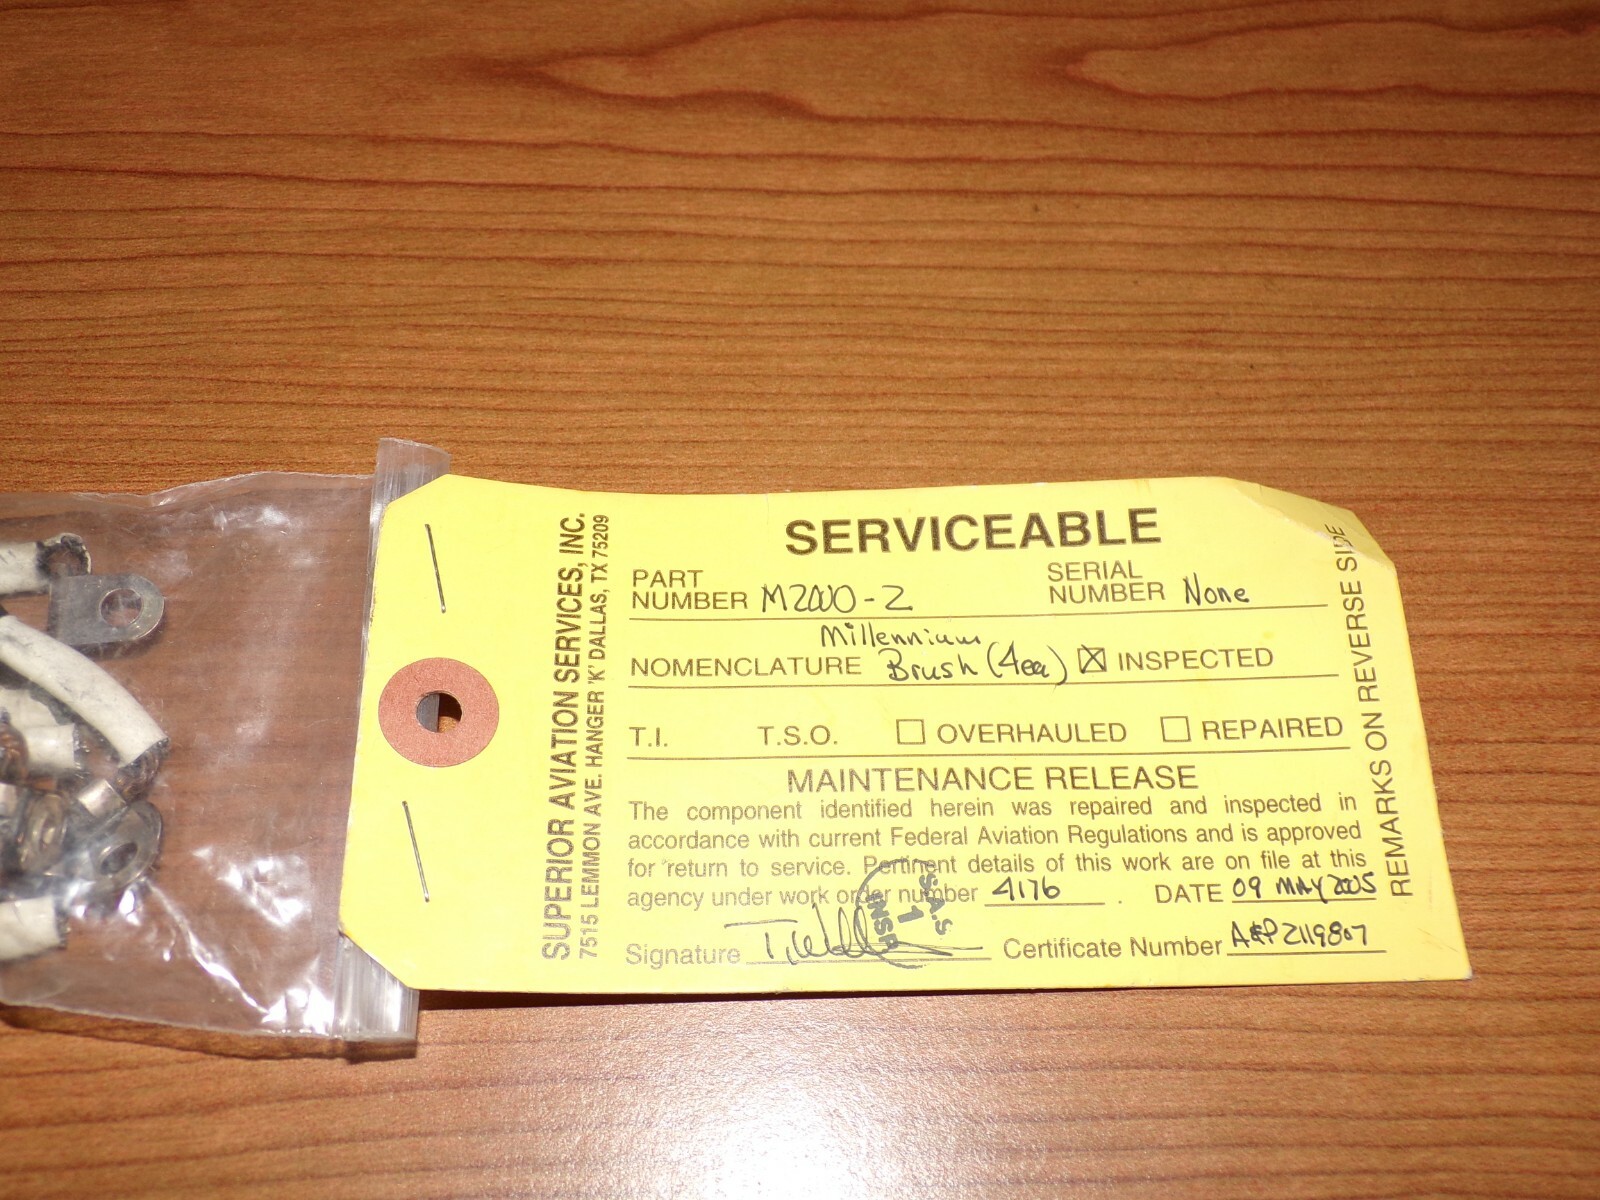 SUPERIOR AVIATION SERVICES, INC.
7515 LEMMON AVE. HANGER 'K' DALLAS, TX 75209
SERVICEABLE
PART NUMBER M2000-2 SERIAL NUMBER None
NOMENCLATURE Millennium Brush (4ea) ☒ INSPECTED
T.I. T.S.O. ☐ OVERHAULED ☐ REPAIRED
MAINTENANCE RELEASE
The component identified herein was repaired and inspected in
accordance with current Federal Aviation Regulations and is approved
for return to service. Pertinent details of this work are on file at this
agency under work order number 4176. DATE 09 MAY 2005
Signature Certificate Number A&P 2119807
S.A.S
1
INSP
REMARKS ON REVERSE SIDE